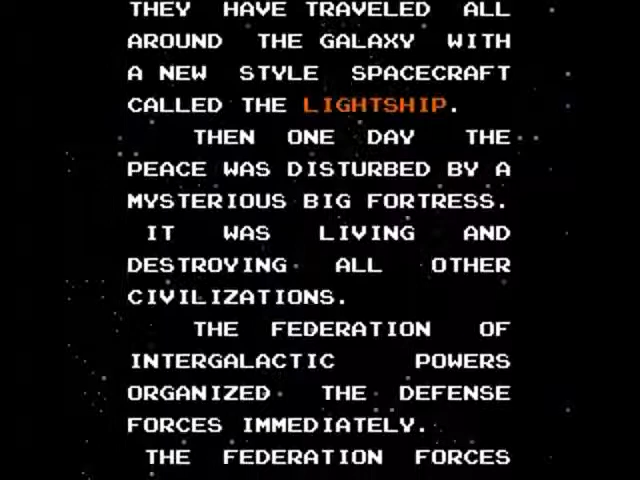 THEY HAVE TRAVELED ALL
AROUND THE GALAXY WITH
A NEW STYLE SPACECRAFT
CALLED THE LIGHTSHIP.
THEN ONE DAY THE
PEACE WAS DISTURBED BY A
MYSTERIOUS BIG FORTRESS.
IT WAS LIVING AND
DESTROYING ALL OTHER
CIVILIZATIONS.
THE FEDERATION OF
INTERGALACTIC POWERS
ORGANIZED THE DEFENSE
FORCES IMMEDIATELY.
THE FEDERATION FORCES